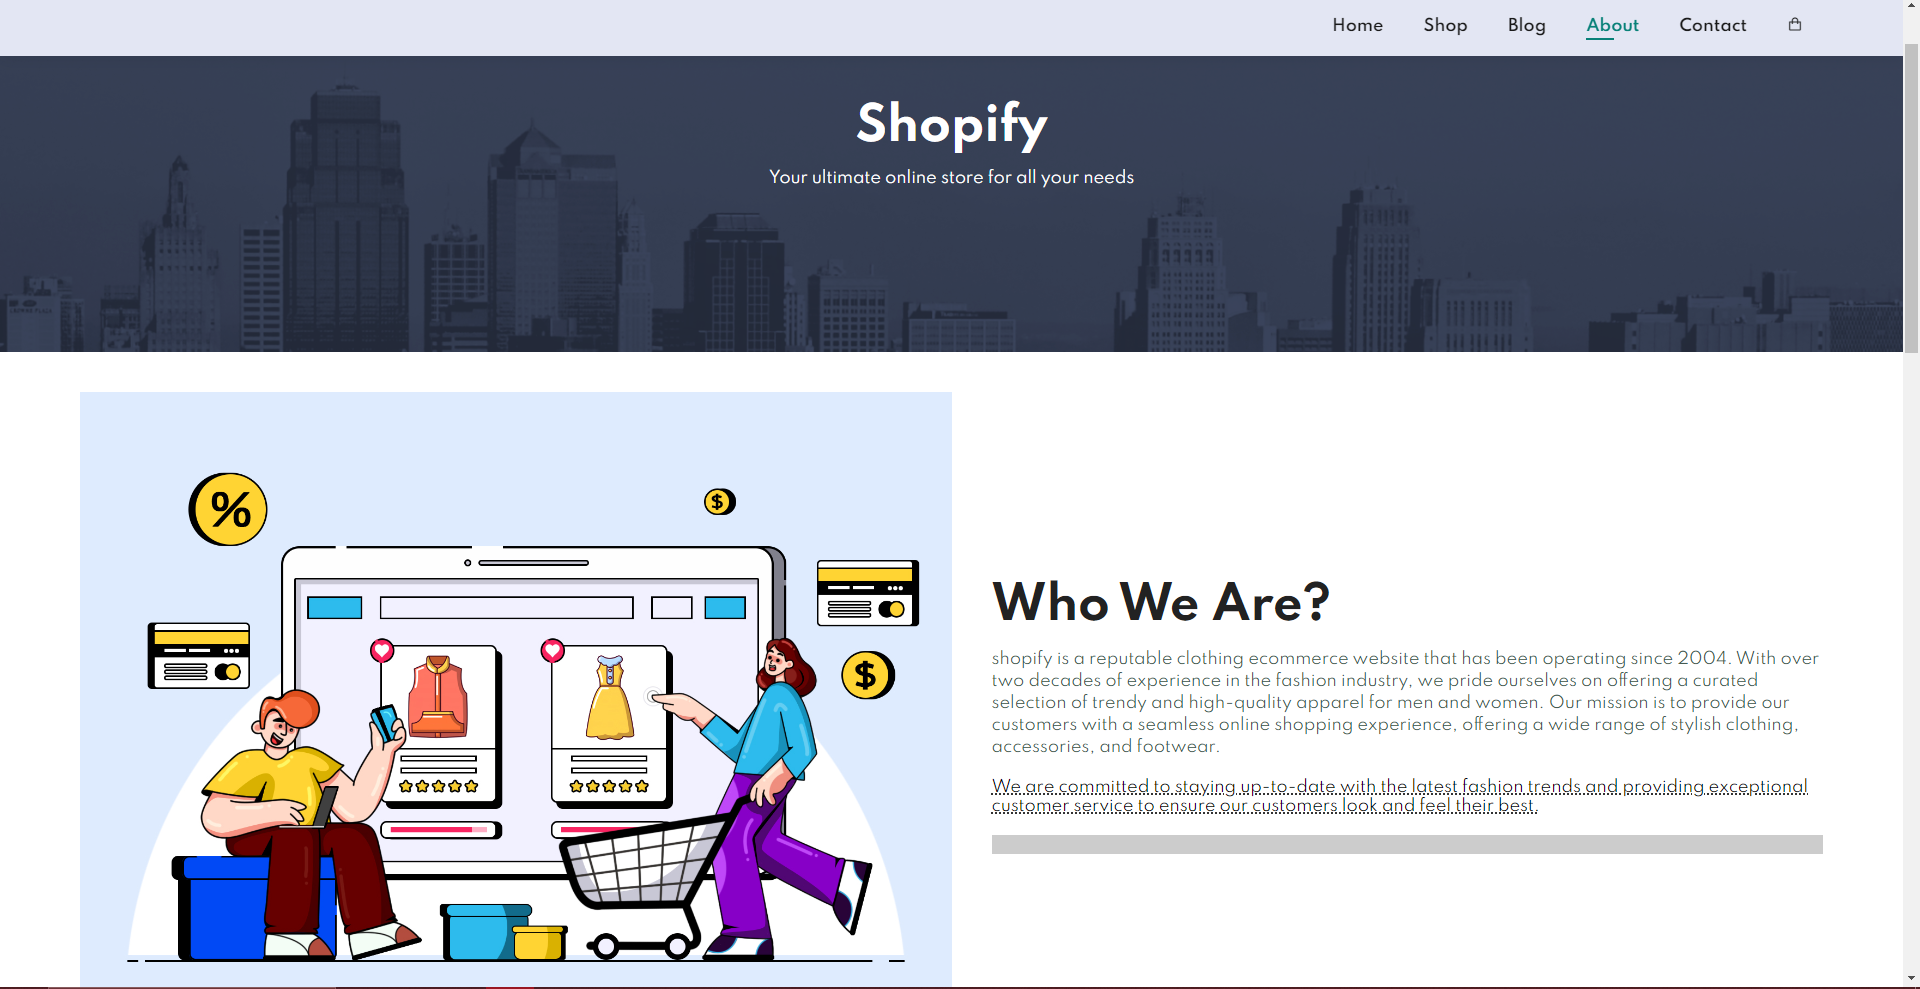 Home Shop Blog About Contact
Shopify
Your ultimate online store for all your needs
%
$
$
Who We Are?
shopify is a reputable clothing ecommerce website that has been operating since 2004. With over
two decades of experience in the fashion industry, we pride ourselves on offering a curated
selection of trendy and high-quality apparel for men and women. Our mission is to provide our
customers with a seamless online shopping experience, offering a wide range of stylish clothing,
accessories, and footwear.
We are committed to staying up-to-date with the latest fashion trends and providing exceptional
customer service to ensure our customers look and feel their best.